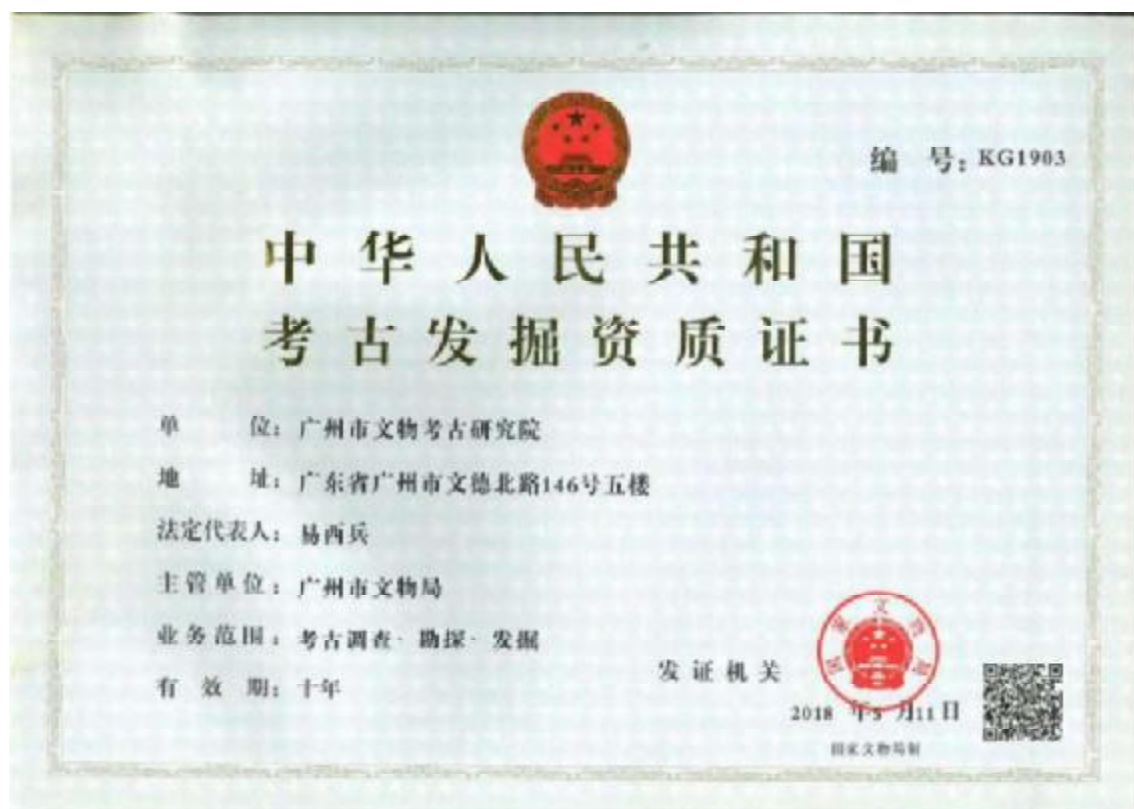 编 号：KG1903
中华人民共和国
考古发掘资质证书
单 位：广州市文物考古研究院
地 址：广东省广州市文德北路146号五楼
法定代表人：易西兵
主管单位：广州市文物局
业务范围：考古调查·勘探·发掘
有 效 期：十年
发证机关
国家文物局
2018 年5 月11日
国家文物局制